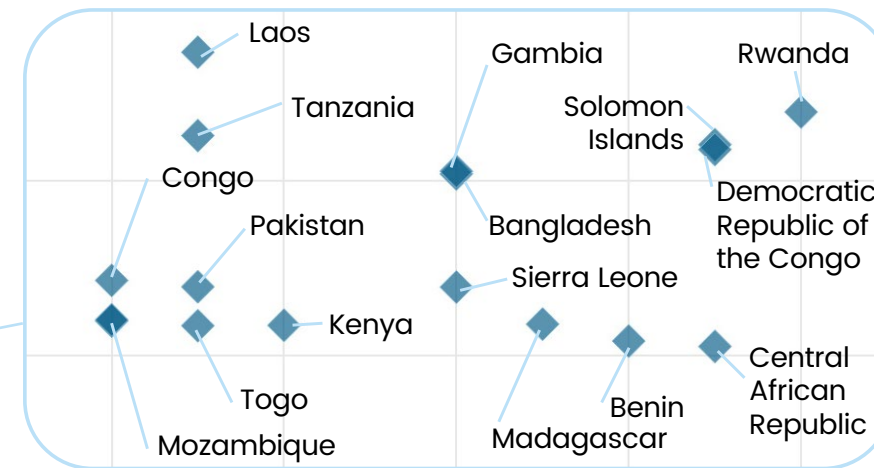 Laos
Gambia
Rwanda
Tanzania
Solomon
Islands
Congo
Democratic
Republic of
the Congo
Pakistan
Bangladesh
Sierra Leone
Kenya
Central
African
Republic
Togo
Benin
Madagascar
Mozambique